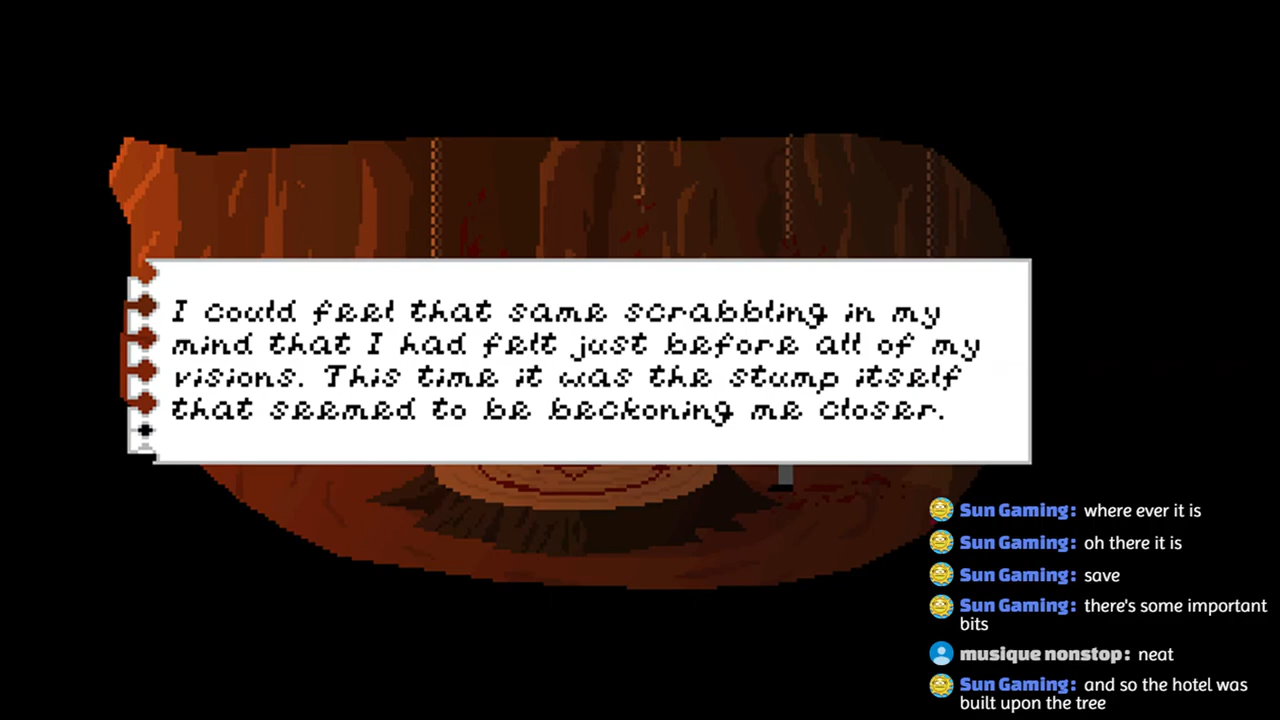 I could feel that same scrabbling in my
mind that I had felt just before all of my
visions. This time it was the stump itself
that seemed to be beckoning me closer.
Sun Gaming: where ever it is
Sun Gaming: oh there it is
Sun Gaming: save
Sun Gaming: there's some important
bits
musique nonstop: neat
Sun Gaming: and so the hotel was
built upon the tree